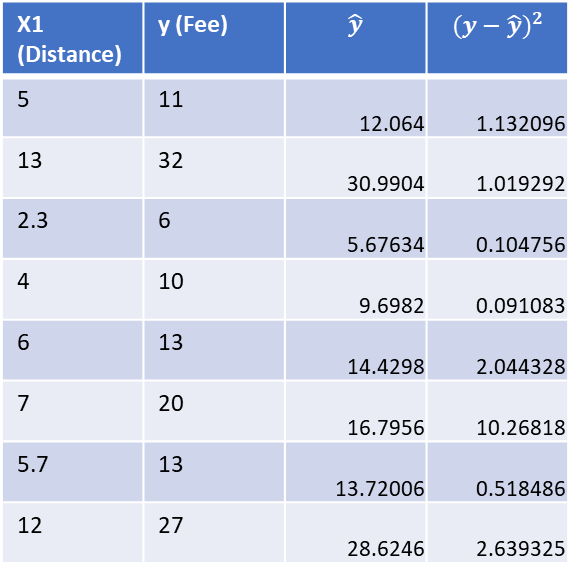 X1 (Distance) y (Fee) ŷ (y − ŷ)²
5 11 12.064 1.132096
13 32 30.9904 1.019292
2.3 6 5.67634 0.104756
4 10 9.6982 0.091083
6 13 14.4298 2.044328
7 20 16.7956 10.26818
5.7 13 13.72006 0.518486
12 27 28.6246 2.639325